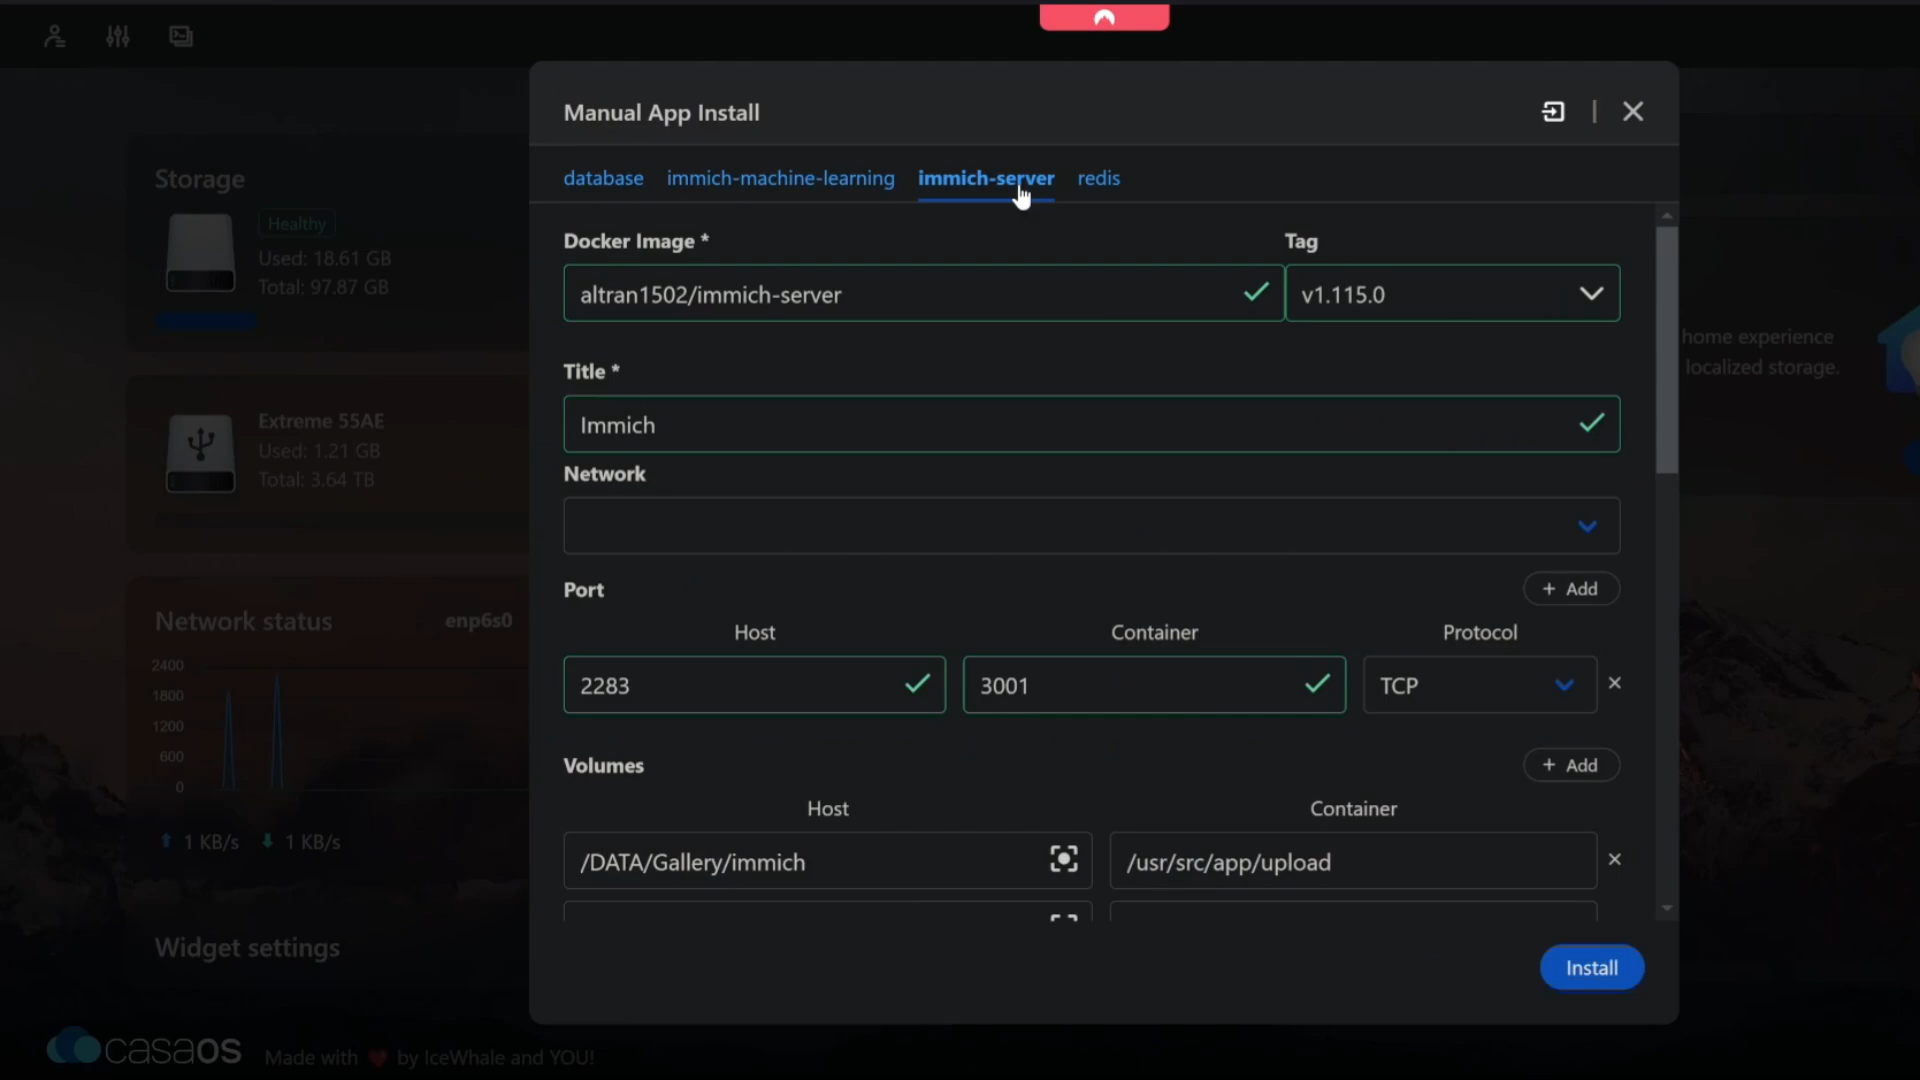 Manual App Install
database immich-machine-learning immich-server redis
Docker Image * Tag
altran1502/immich-server v1.115.0
Title *
Immich
Network
Port + Add
Host Container Protocol
2283 3001 TCP
Volumes + Add
Host Container
/DATA/Gallery/immich /usr/src/app/upload
Install
Storage
Healthy
Used: 18.61 GB
Total: 97.87 GB
Extreme 55AE
Used: 1.21 GB
Total: 3.64 TB
Network status enp6s0
2400
1800
1200
600
0
1 KB/s 1 KB/s
Widget settings
home experience
localized storage.
casaOS Made with ❤ by IceWhale and YOU!